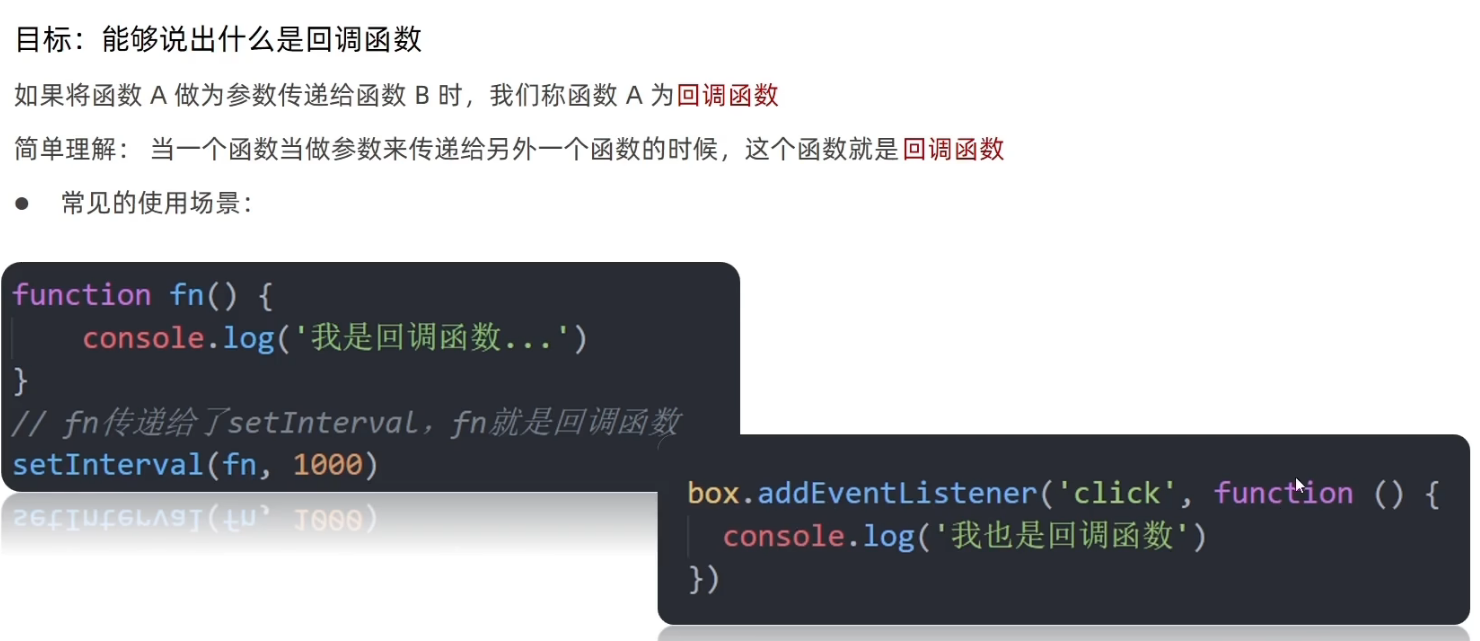 目标：能够说出什么是回调函数
如果将函数 A 做为参数传递给函数 B 时，我们称函数 A 为回调函数
简单理解： 当一个函数当做参数来传递给另外一个函数的时候，这个函数就是回调函数
● 常见的使用场景：
function fn() {
    console.log('我是回调函数...')
}
// fn传递给了setInterval，fn就是回调函数
setInterval(fn, 1000)
box.addEventListener('click', function () {
  console.log('我也是回调函数')
})